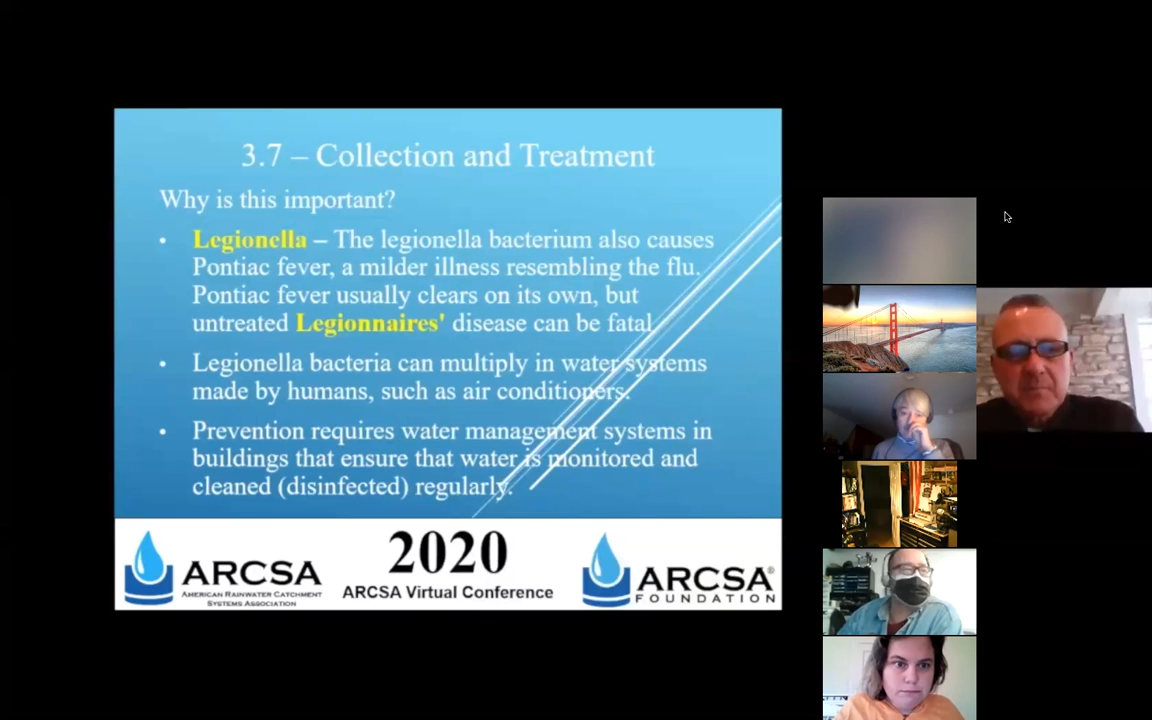 3.7 – Collection and Treatment
Why is this important?
• Legionella – The legionella bacterium also causes
Pontiac fever, a milder illness resembling the flu.
Pontiac fever usually clears on its own, but
untreated Legionnaires' disease can be fatal.
• Legionella bacteria can multiply in water systems
made by humans, such as air conditioners.
• Prevention requires water management systems in
buildings that ensure that water is monitored and
cleaned (disinfected) regularly.
ARCSA
AMERICAN RAINWATER CATCHMENT
SYSTEMS ASSOCIATION
2020
ARCSA Virtual Conference
ARCSA®
FOUNDATION